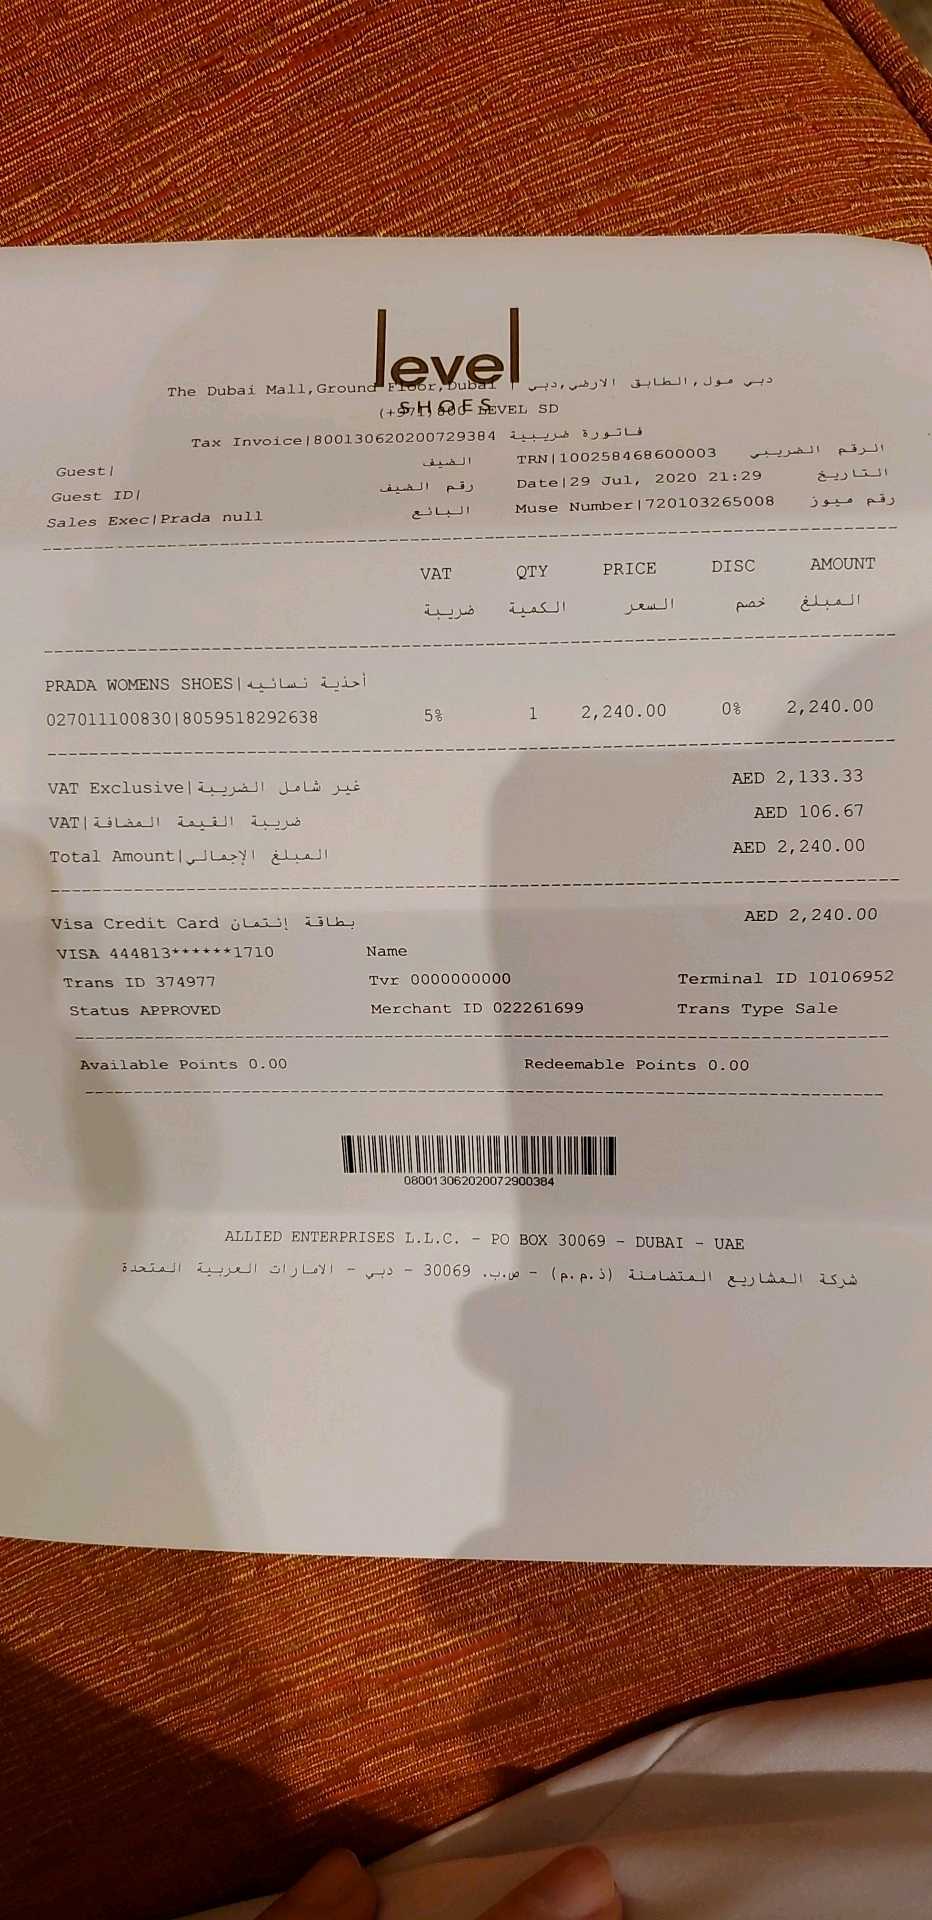 level
SHOES
The Dubai Mall,Ground Floor,Dubai | دبي مول,الطابق الارضي,دبي
(+971)800 LEVEL SD
Tax Invoice|800130620200729384 فاتورة ضريبية
Guest| الضيف TRN|100258468600003 الرقم الضريبي
Guest ID| رقم الضيف Date|29 Jul, 2020 21:29 التاريخ
Sales Exec|Prada null البائع Muse Number|720103265008 رقم ميوز
VAT QTY PRICE DISC AMOUNT
ضريبة الكمية السعر خصم المبلغ
PRADA WOMENS SHOES|أحذية نسائيه
027011100830|8059518292638 5% 1 2,240.00 0% 2,240.00
VAT Exclusive|غير شامل الضريبة AED 2,133.33
VAT|ضريبة القيمة المضافة AED 106.67
Total Amount|المبلغ الإجمالي AED 2,240.00
Visa Credit Card بطاقة إئتمان AED 2,240.00
VISA 444813******1710 Name
Trans ID 374977 Tvr 0000000000 Terminal ID 10106952
Status APPROVED Merchant ID 022261699 Trans Type Sale
Available Points 0.00 Redeemable Points 0.00
080013062020072900384
ALLIED ENTERPRISES L.L.C. - PO BOX 30069 - DUBAI - UAE
شركة المشاريع المتضامنة (ذ.م.م) - ص.ب. 30069 - دبي - الامارات العربية المتحدة